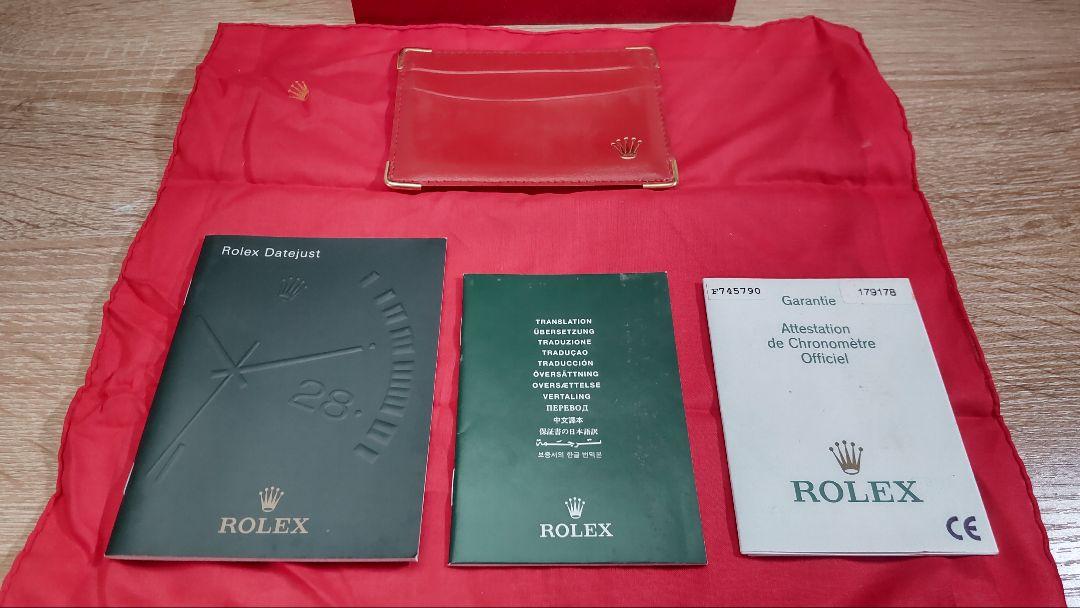 Rolex Datejust
28.
ROLEX
TRANSLATION
ÜBERSETZUNG
TRADUZIONE
TRADUÇAO
TRADUCCIÓN
ÖVERSÄTTNING
OVERSÆTTELSE
VERTALING
ПЕРЕВОД
中文譯本
保証書の日本語訳
ترجمة
보증서의 한글 번역본
ROLEX
F745790
179178
Garantie
Attestation
de Chronomètre
Officiel
ROLEX
CE